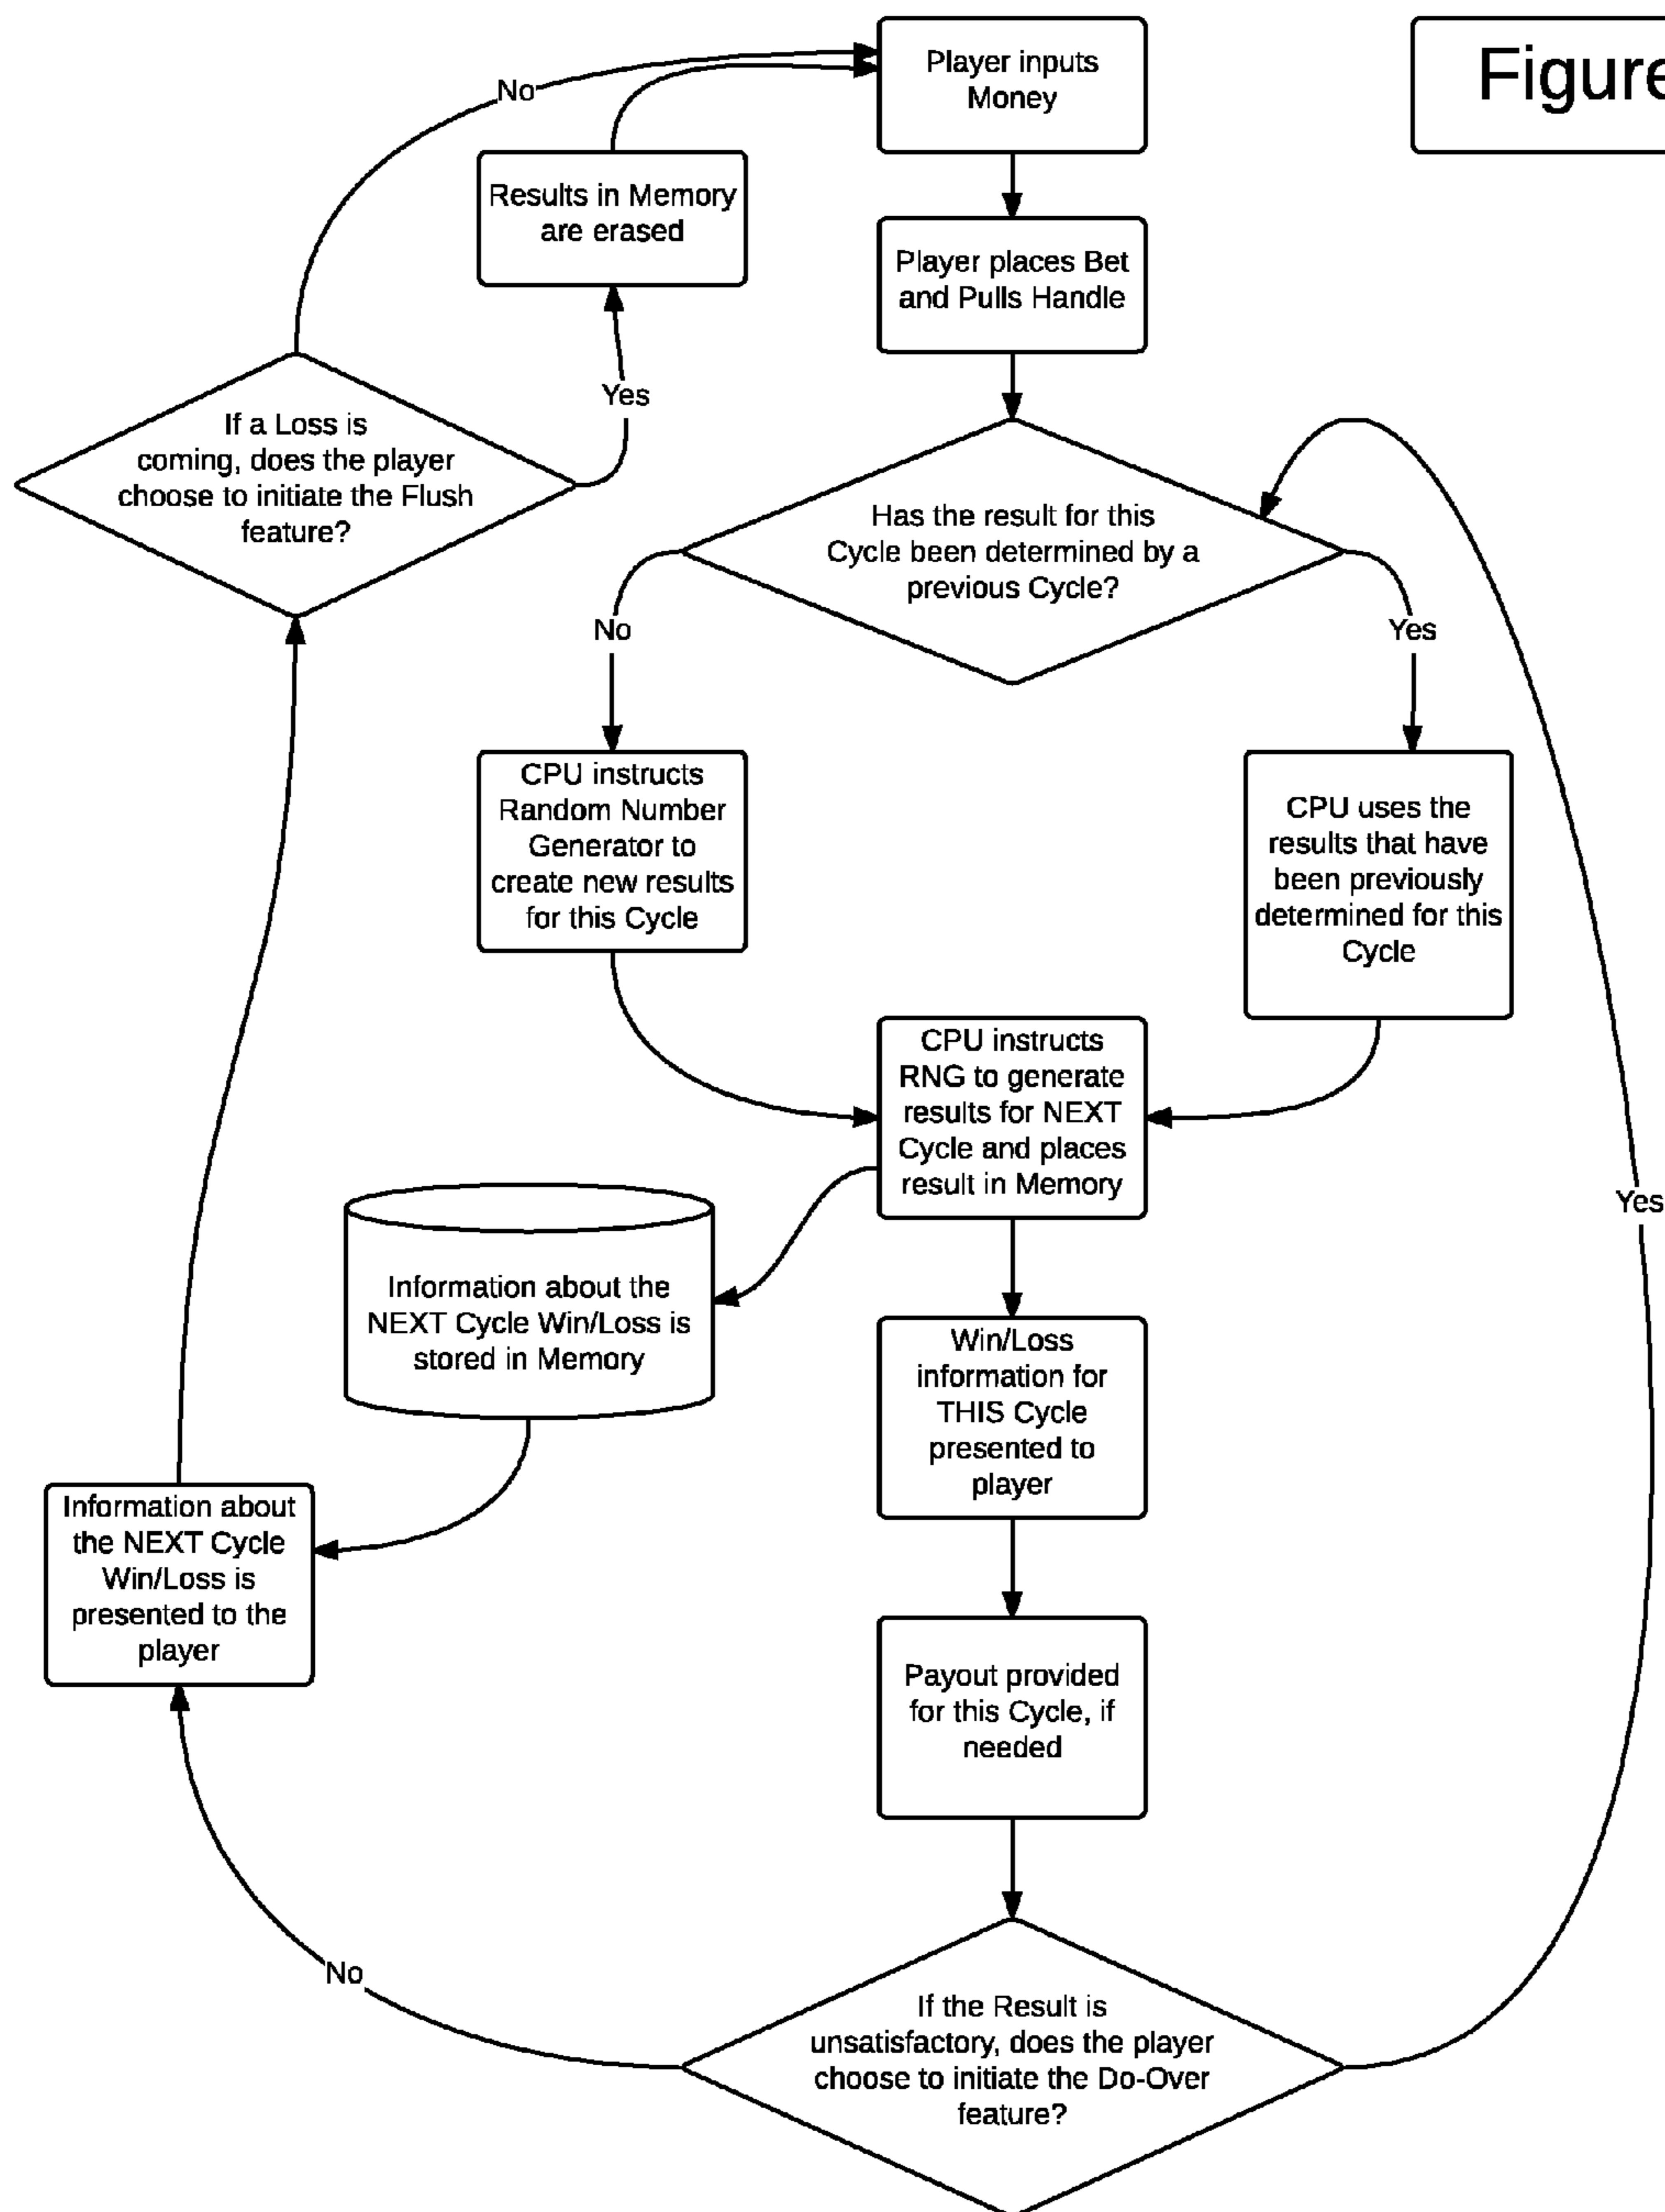 Player inputs
Money
Figure
No
Results in Memory
are erased
Player places Bet
and Pulls Handle
Yes
If a Loss is
coming, does the player
choose to initiate the Flush
feature?
Has the result for this
Cycle been determined by a
previous Cycle?
No
Yes
CPU instructs
Random Number
Generator to
create new results
for this Cycle
CPU uses the
results that have
been previously
determined for this
Cycle
CPU instructs
RNG to generate
results for NEXT
Cycle and places
result in Memory
Yes
Information about the
NEXT Cycle Win/Loss is
stored in Memory
Win/Loss
information for
THIS Cycle
presented to
player
Information about
the NEXT Cycle
Win/Loss is
presented to the
player
Payout provided
for this Cycle, if
needed
No
If the Result is
unsatisfactory, does the player
choose to initiate the Do-Over
feature?